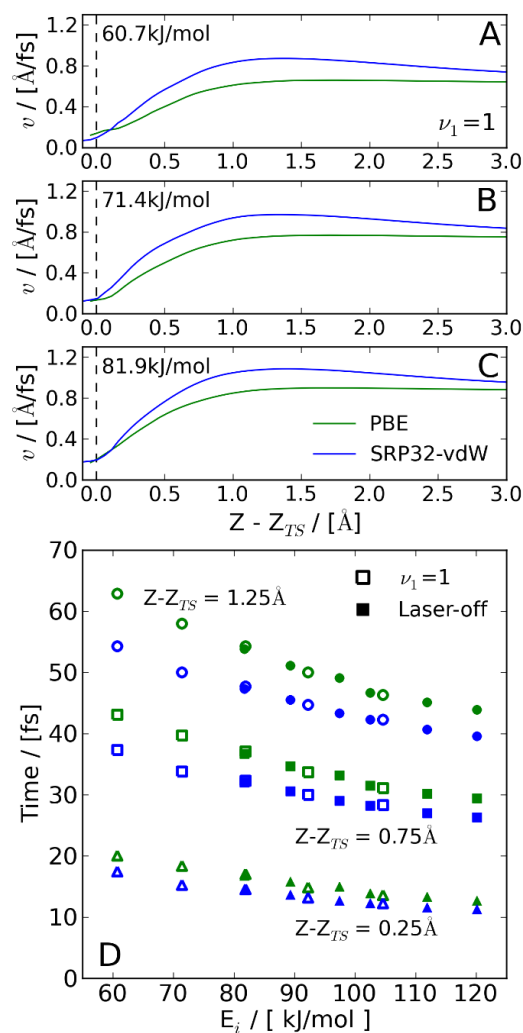 60.7kJ/mol
A
v / [Å/fs]
ν₁=1
1.2
0.8
0.4
0.0
0.0 0.5 1.0 1.5 2.0 2.5 3.0
71.4kJ/mol
B
v / [Å/fs]
1.2
0.8
0.4
0.0
0.0 0.5 1.0 1.5 2.0 2.5 3.0
81.9kJ/mol
C
v / [Å/fs]
1.2
0.8
0.4
0.0
PBE
SRP32-vdW
0.0 0.5 1.0 1.5 2.0 2.5 3.0
Z - Z_TS / [Å]
70
60
50
40
30
20
10
0
Time / [fs]
Z-Z_TS = 1.25Å
ν₁=1
Laser-off
Z-Z_TS = 0.75Å
Z-Z_TS = 0.25Å
D
60 70 80 90 100 110 120
E_i / [ kJ/mol]